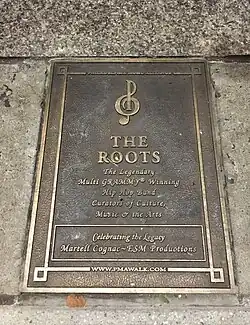 THE
ROOTS
The Legendary
Multi GRAMMY® Winning
Hip Hop Band
Curators of Culture,
Music & the Arts
Celebrating the Legacy
Martell Cognac~ESM Productions
WWW.PMAWALK.COM